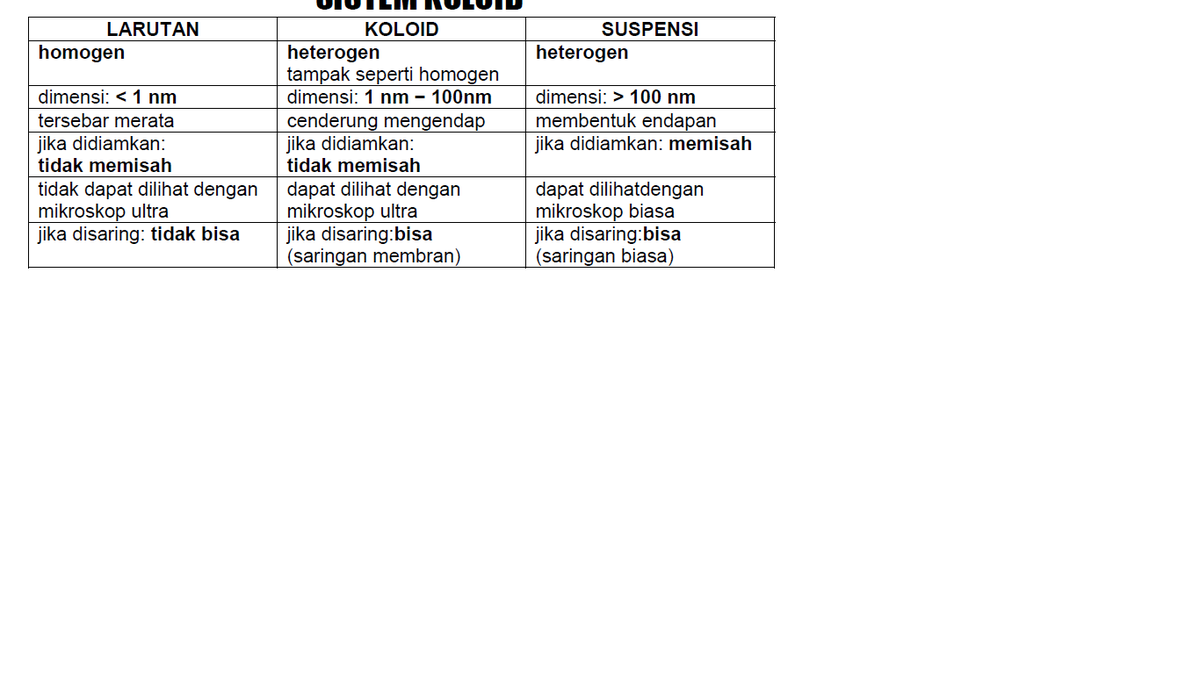 SISTEM KOLOID
LARUTAN KOLOID SUSPENSI
homogen heterogen heterogen
tampak seperti homogen
dimensi: < 1 nm dimensi: 1 nm − 100nm dimensi: > 100 nm
tersebar merata cenderung mengendap membentuk endapan
jika didiamkan: jika didiamkan: jika didiamkan: memisah
tidak memisah tidak memisah
tidak dapat dilihat dengan dapat dilihat dengan dapat dilihatdengan
mikroskop ultra mikroskop ultra mikroskop biasa
jika disaring: tidak bisa jika disaring:bisa jika disaring:bisa
(saringan membran) (saringan biasa)